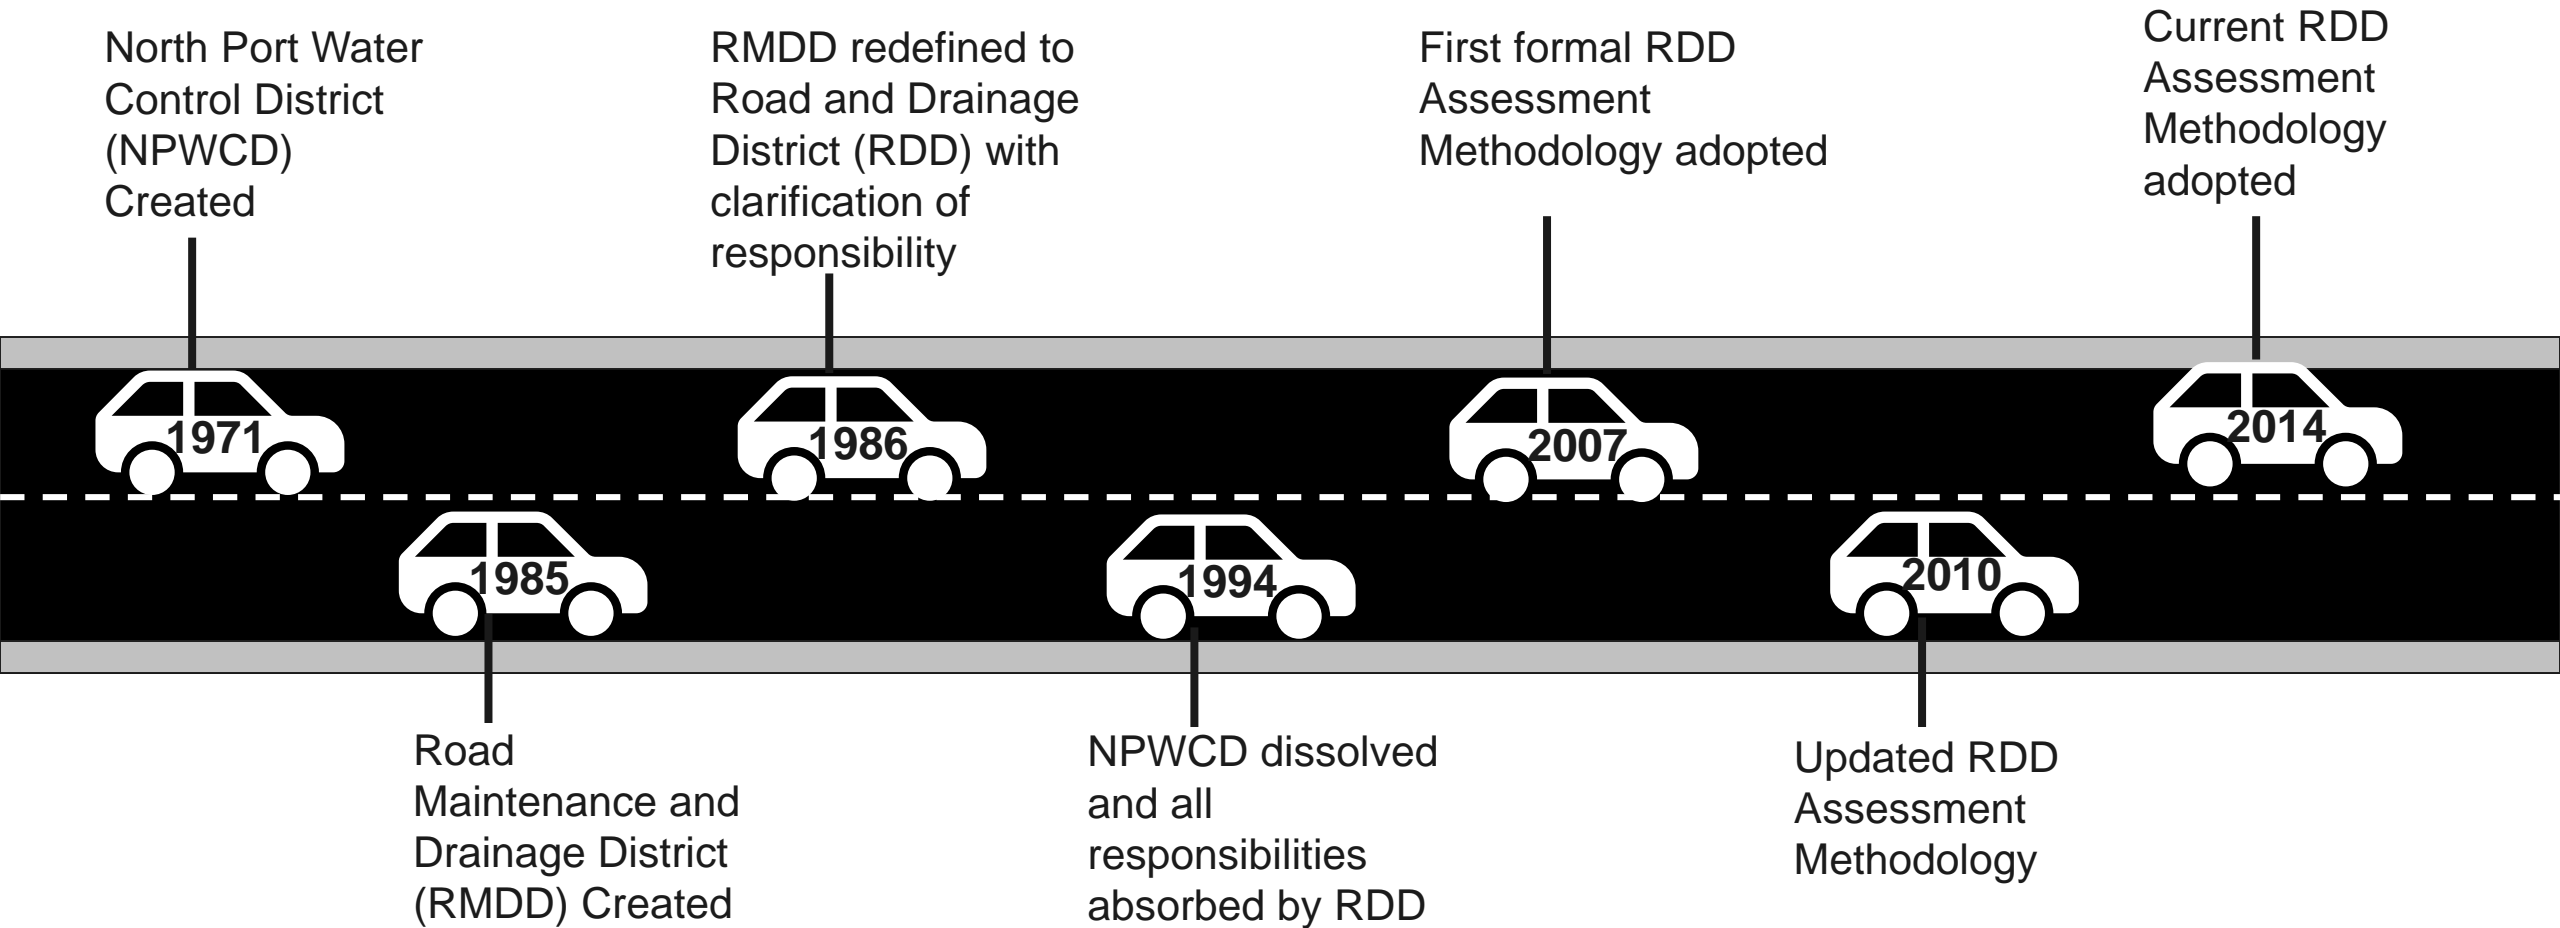 North Port Water
Control District
(NPWCD)
Created
RMDD redefined to
Road and Drainage
District (RDD) with
clarification of
responsibility
First formal RDD
Assessment
Methodology adopted
Current RDD
Assessment
Methodology
adopted
1971
1986
2007
2014
1985
1994
2010
Road
Maintenance and
Drainage District
(RMDD) Created
NPWCD dissolved
and all
responsibilities
absorbed by RDD
Updated RDD
Assessment
Methodology